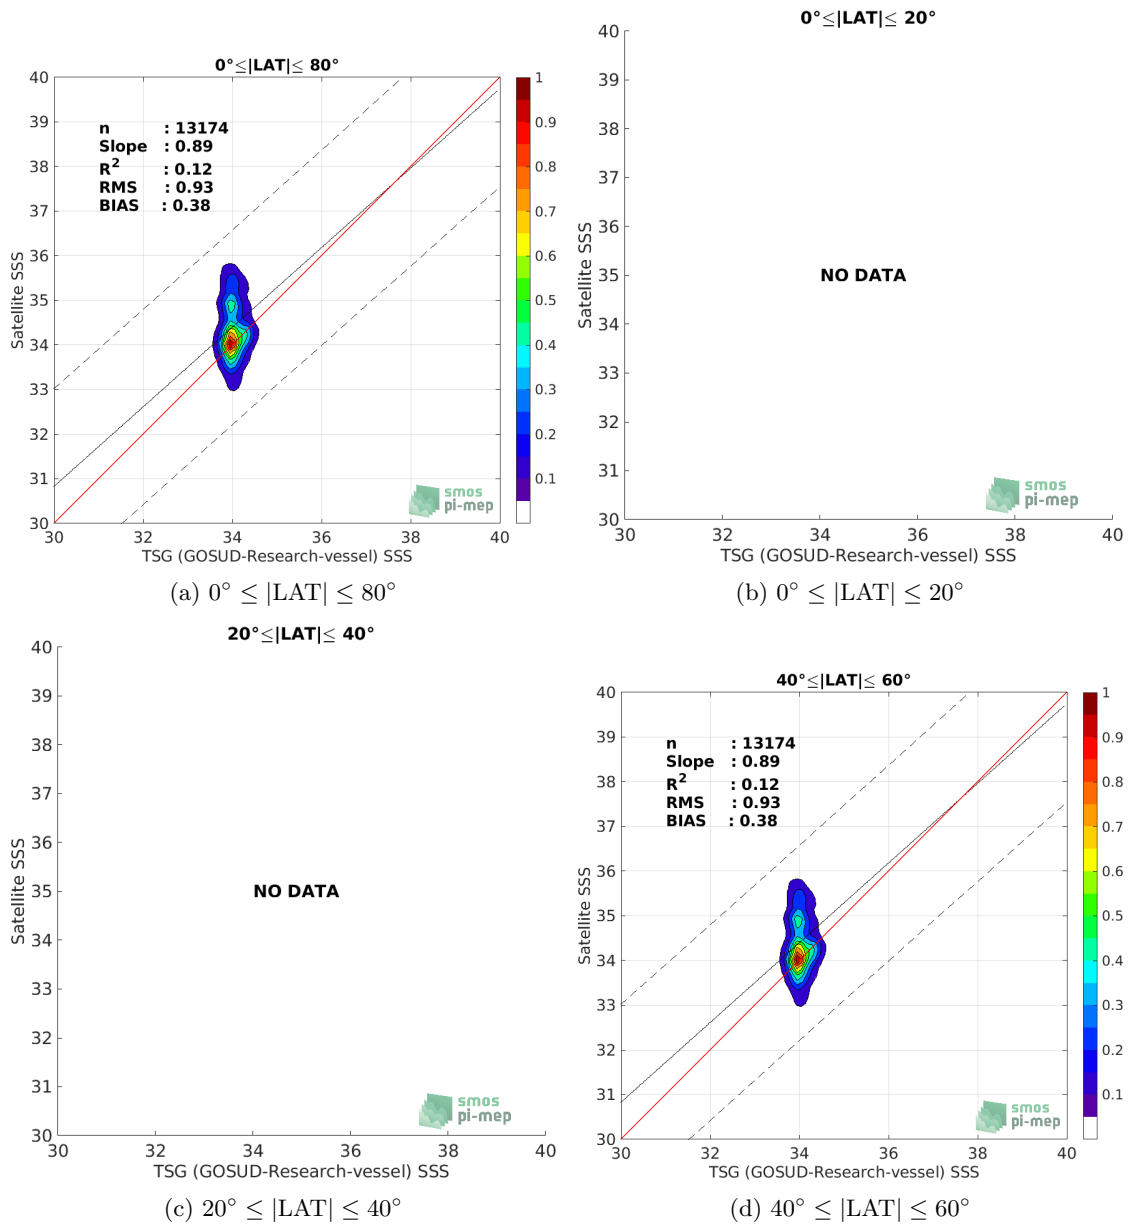 0°≤|LAT|≤ 80°
40
39
38
37
36
35
34
33
32
31
30
30
32
34
36
38
40
Satellite SSS
TSG (GOSUD-Research-vessel) SSS
n : 13174
Slope : 0.89
R2 : 0.12
RMS : 0.93
BIAS : 0.38
smos
pi-mep
1
0.9
0.8
0.7
0.6
0.5
0.4
0.3
0.2
0.1
(a) 0° ≤ |LAT| ≤ 80°
0°≤|LAT|≤ 20°
40
39
38
37
36
35
34
33
32
31
30
30
32
34
36
38
40
Satellite SSS
TSG (GOSUD-Research-vessel) SSS
NO DATA
smos
pi-mep
(b) 0° ≤ |LAT| ≤ 20°
20°≤|LAT|≤ 40°
40
39
38
37
36
35
34
33
32
31
30
30
32
34
36
38
40
Satellite SSS
TSG (GOSUD-Research-vessel) SSS
NO DATA
smos
pi-mep
(c) 20° ≤ |LAT| ≤ 40°
40°≤|LAT|≤ 60°
40
39
38
37
36
35
34
33
32
31
30
30
32
34
36
38
40
Satellite SSS
TSG (GOSUD-Research-vessel) SSS
n : 13174
Slope : 0.89
R2 : 0.12
RMS : 0.93
BIAS : 0.38
smos
pi-mep
1
0.9
0.8
0.7
0.6
0.5
0.4
0.3
0.2
0.1
(d) 40° ≤ |LAT| ≤ 60°